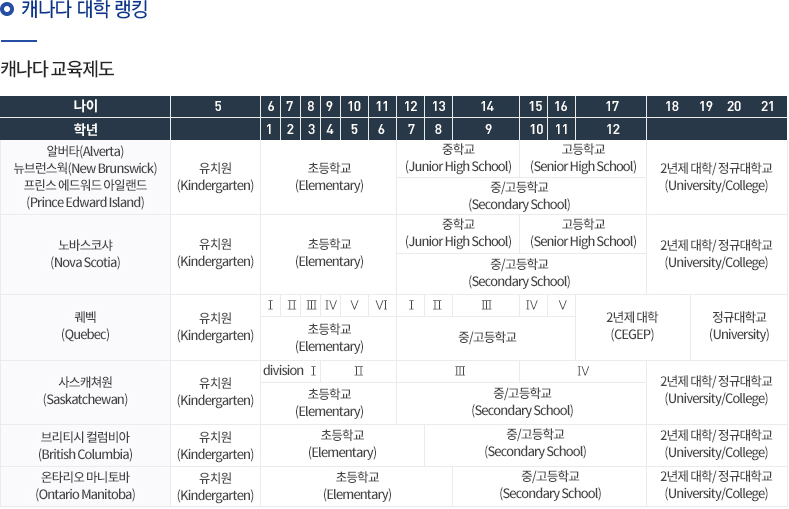 캐나다 대학 랭킹
캐나다 교육제도
나이 5 6 7 8 9 10 11 12 13 14 15 16 17 18 19 20 21
학년 1 2 3 4 5 6 7 8 9 10 11 12
알버타(Alverta)
뉴브런스웍(New Brunswick)
프린스 에드워드 아일랜드
(Prince Edward Island)
유치원
(Kindergarten)
초등학교
(Elementary)
중학교
(Junior High School)
고등학교
(Senior High School)
중/고등학교
(Secondary School)
2년제 대학/ 정규대학교
(University/College)
노바스코샤
(Nova Scotia)
유치원
(Kindergarten)
초등학교
(Elementary)
중학교
(Junior High School)
고등학교
(Senior High School)
중/고등학교
(Secondary School)
2년제 대학/ 정규대학교
(University/College)
퀘벡
(Quebec)
유치원
(Kindergarten)
Ⅰ Ⅱ Ⅲ Ⅳ Ⅴ Ⅵ Ⅰ Ⅱ Ⅲ Ⅳ Ⅴ
초등학교
(Elementary)
중/고등학교
2년제 대학
(CEGEP)
정규대학교
(University)
사스캐쳐원
(Saskatchewan)
유치원
(Kindergarten)
division Ⅰ Ⅱ Ⅲ Ⅳ
초등학교
(Elementary)
중/고등학교
(Secondary School)
2년제 대학/ 정규대학교
(University/College)
브리티시 컬럼비아
(British Columbia)
유치원
(Kindergarten)
초등학교
(Elementary)
중/고등학교
(Secondary School)
2년제 대학/ 정규대학교
(University/College)
온타리오 마니토바
(Ontario Manitoba)
유치원
(Kindergarten)
초등학교
(Elementary)
중/고등학교
(Secondary School)
2년제 대학/ 정규대학교
(University/College)